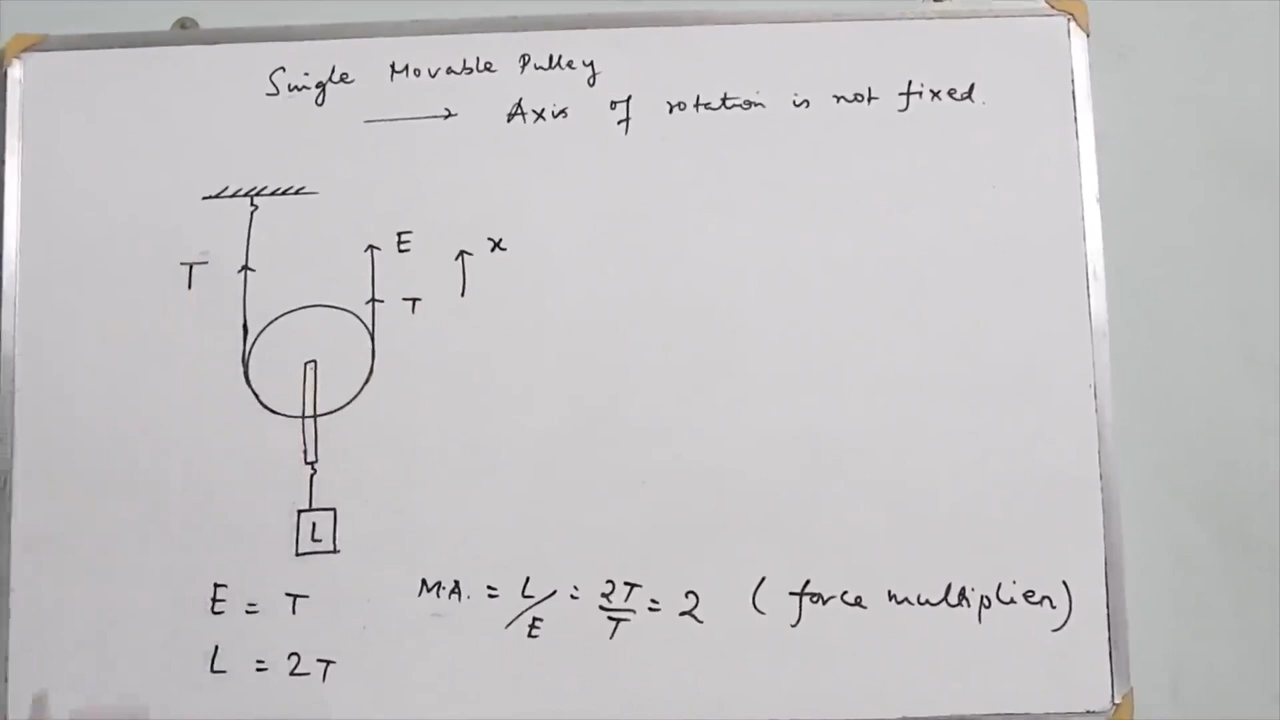 Single Movable Pulley
⟶ Axis of rotation is not fixed.
E
x
T
T
L
E = T
M.A. = L/E = 2T/T = 2 (force multiplier)
L = 2T